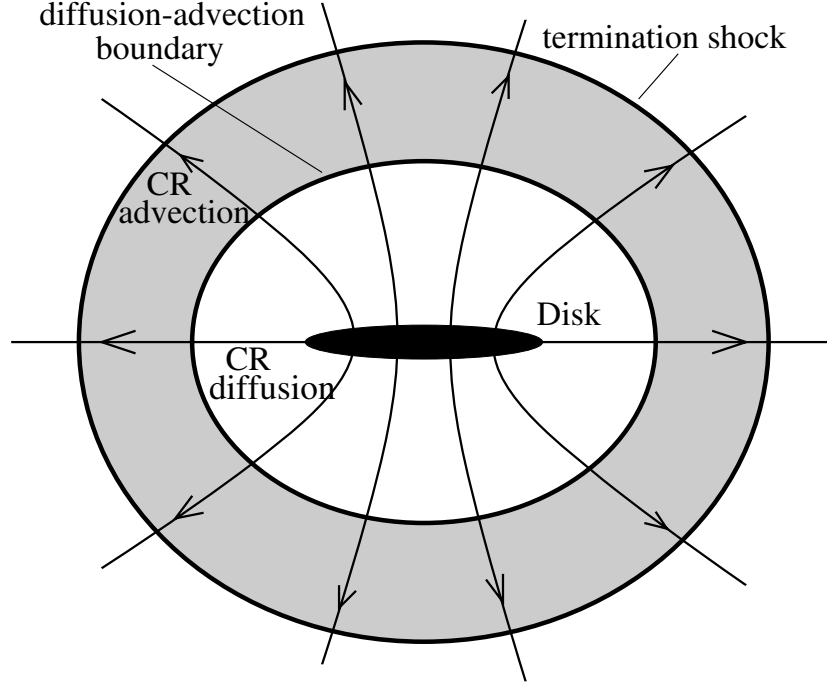 diffusion-advection
boundary
termination shock
CR
advection
Disk
CR
diffusion